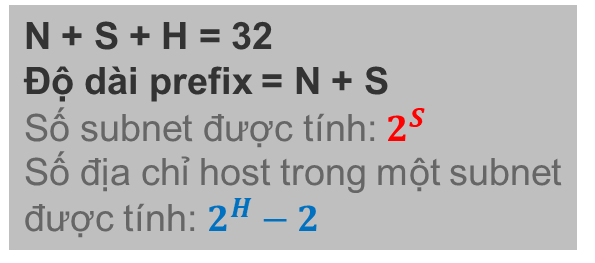 N + S + H = 32
Độ dài prefix = N + S
Số subnet được tính: 2^S
Số địa chỉ host trong một subnet
được tính: 2^H − 2